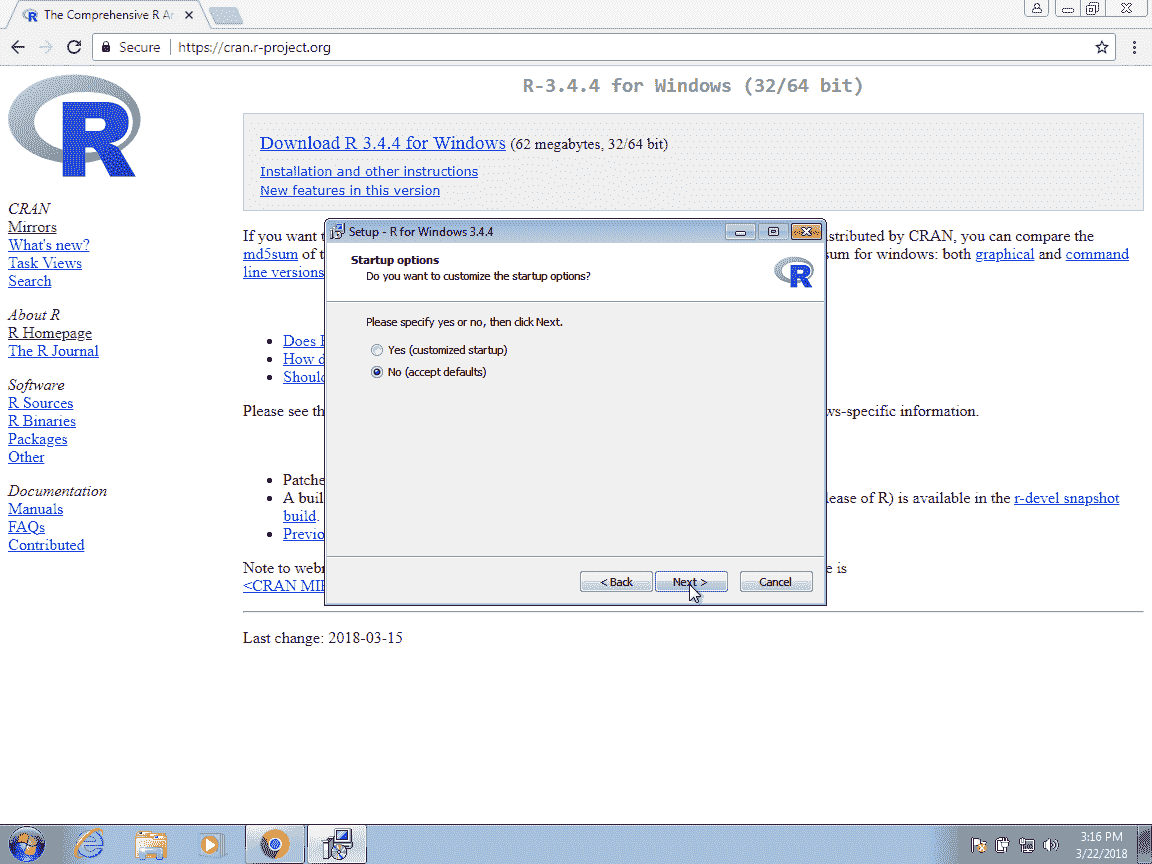 The Comprehensive R Ar
Secure
https://cran.r-project.org
R
CRAN
Mirrors
What's new?
Task Views
Search
About R
R Homepage
The R Journal
Software
R Sources
R Binaries
Packages
Other
Documentation
Manuals
FAQs
Contributed
R-3.4.4 for Windows (32/64 bit)
Download R 3.4.4 for Windows (62 megabytes, 32/64 bit)
Installation and other instructions
New features in this version
If you want stributed by CRAN, you can compare the
md5sum of sum for windows: both graphical and command
line versions
Does
How
Shoul
Please see th ws-specific information.
Patche
A buil ease of R) is available in the r-devel snapshot
build.
Previo
Note to web e is
<CRAN MI
Last change: 2018-03-15
Setup - R for Windows 3.4.4
Startup options
Do you want to customize the startup options?
R
Please specify yes or no, then click Next.
Yes (customized startup)
No (accept defaults)
< Back
Next >
Cancel
3:16 PM
3/22/2018